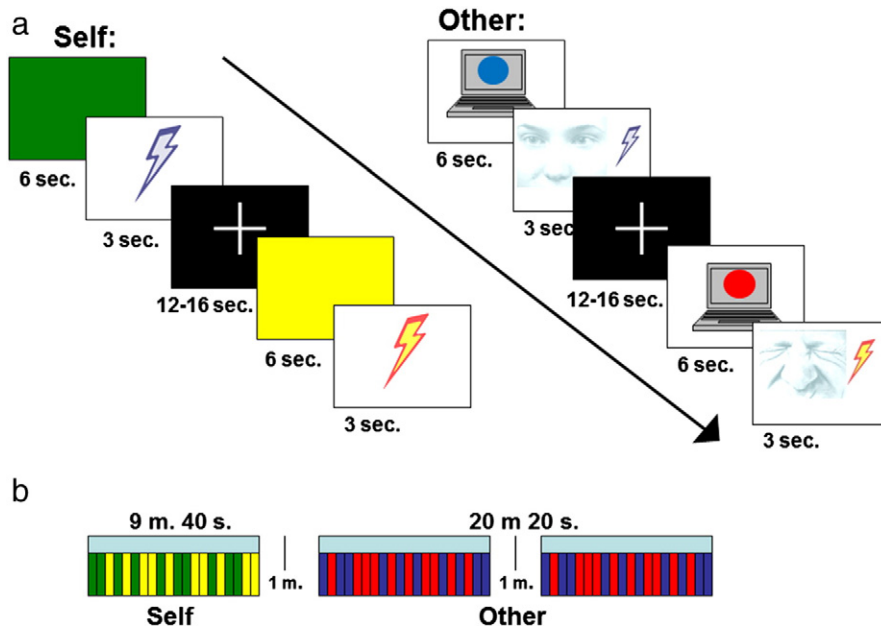 a
Self:
Other:
6 sec.
3 sec.
12-16 sec.
6 sec.
3 sec.
6 sec.
3 sec.
12-16 sec.
6 sec.
3 sec.
b
9 m. 40 s.
20 m 20 s.
1 m.
1 m.
Self
Other